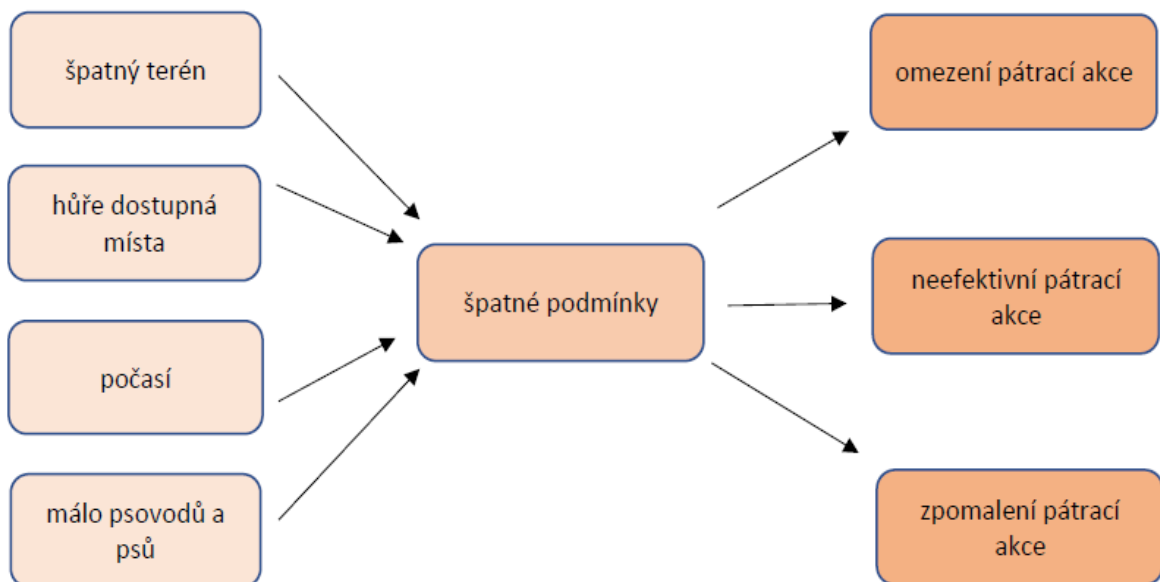 špatný terén
hůře dostupná
místa
počasí
málo psovodů a
psů
špatné podmínky
omezení pátrací akce
neefektivní pátrací
akce
zpomalení pátrací
akce